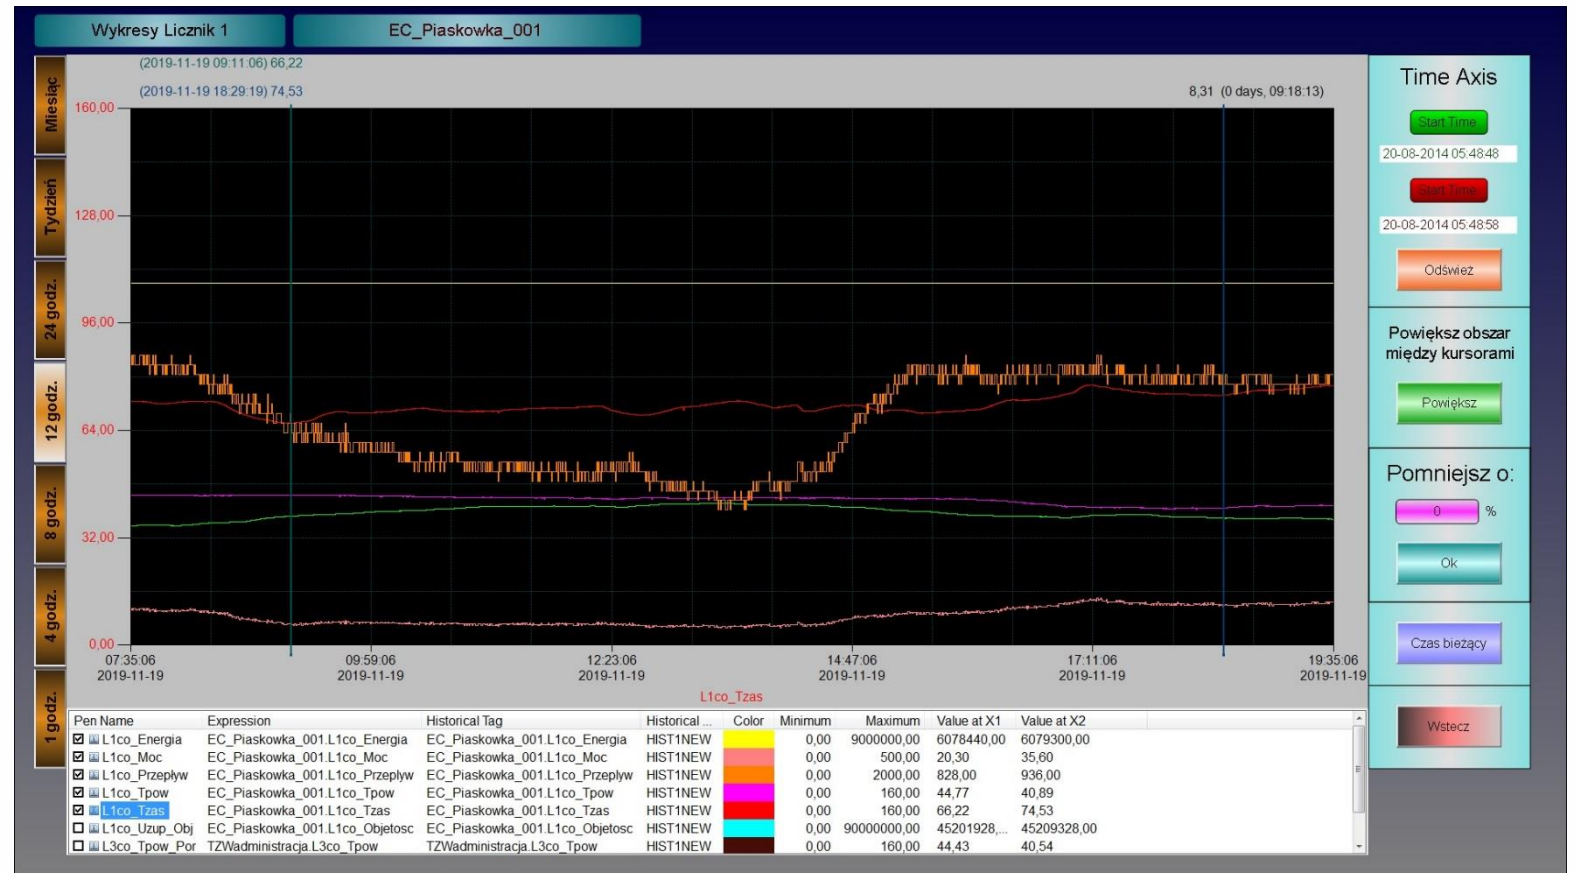 Wykresy Licznik 1
EC_Piaskowka_001
(2019-11-19 09:11:06) 66,22
(2019-11-19 18:29:19) 74,53
8,31 (0 days, 09:18:13)
Miesiąc
Tydzień
24 godz.
12 godz.
8 godz.
4 godz.
1 godz.
160,00
128,00
96,00
64,00
32,00
0,00
07:35:06 09:59:06 12:23:06 14:47:06 17:11:06 19:35:06
2019-11-19 2019-11-19 2019-11-19 2019-11-19 2019-11-19 2019-11-19
L1co_Tzas
Pen Name Expression Historical Tag Historical ... Color Minimum Maximum Value at X1 Value at X2
L1co_Energia EC_Piaskowka_001.L1co_Energia EC_Piaskowka_001.L1co_Energia HIST1NEW 0,00 9000000,00 6078440,00 6079300,00
L1co_Moc EC_Piaskowka_001.L1co_Moc EC_Piaskowka_001.L1co_Moc HIST1NEW 0,00 500,00 20,30 35,60
L1co_Przepływ EC_Piaskowka_001.L1co_Przeplyw EC_Piaskowka_001.L1co_Przeplyw HIST1NEW 0,00 2000,00 828,00 936,00
L1co_Tpow EC_Piaskowka_001.L1co_Tpow EC_Piaskowka_001.L1co_Tpow HIST1NEW 0,00 160,00 44,77 40,89
L1co_Tzas EC_Piaskowka_001.L1co_Tzas EC_Piaskowka_001.L1co_Tzas HIST1NEW 0,00 160,00 66,22 74,53
L1co_Uzup_Obj EC_Piaskowka_001.L1co_Objetosc EC_Piaskowka_001.L1co_Objetosc HIST1NEW 0,00 90000000,00 45201928,... 45209328,00
L3co_Tpow_Por TZWadministracja.L3co_Tpow TZWadministracja.L3co_Tpow HIST1NEW 0,00 160,00 44,43 40,54
Time Axis
Start Time
20-08-2014 05:48:48
Start Time
20-08-2014 05:48:58
Odśwież
Powiększ obszar
między kursorami
Powiększ
Pomniejsz o:
0 %
Ok
Czas bieżący
Wstecz